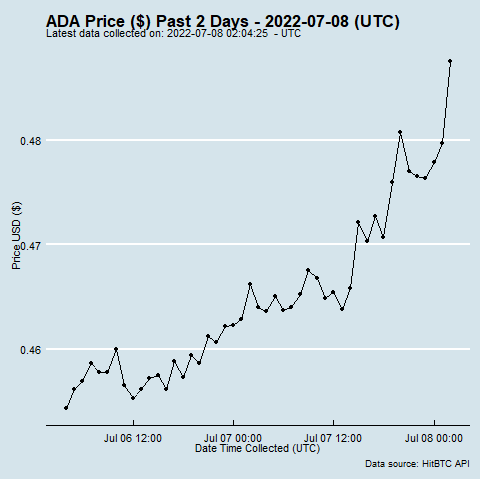 ADA Price ($) Past 2 Days - 2022-07-08 (UTC)
Latest data collected on: 2022-07-08 02:04:25  - UTC
Price USD ($)
0.48
0.47
0.46
Jul 06 12:00
Jul 07 00:00
Jul 07 12:00
Jul 08 00:00
Date Time Collected (UTC)
Data source: HitBTC API